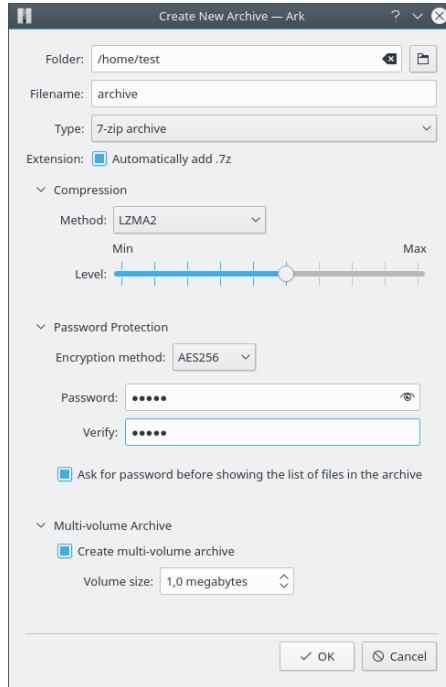 Create New Archive — Ark
Folder: /home/test
Filename: archive
Type: 7-zip archive
Extension: Automatically add .7z
Compression
Method: LZMA2
Min Max
Level:
Password Protection
Encryption method: AES256
Password: ●●●●●
Verify: ●●●●●
Ask for password before showing the list of files in the archive
Multi-volume Archive
Create multi-volume archive
Volume size: 1,0 megabytes
OK Cancel